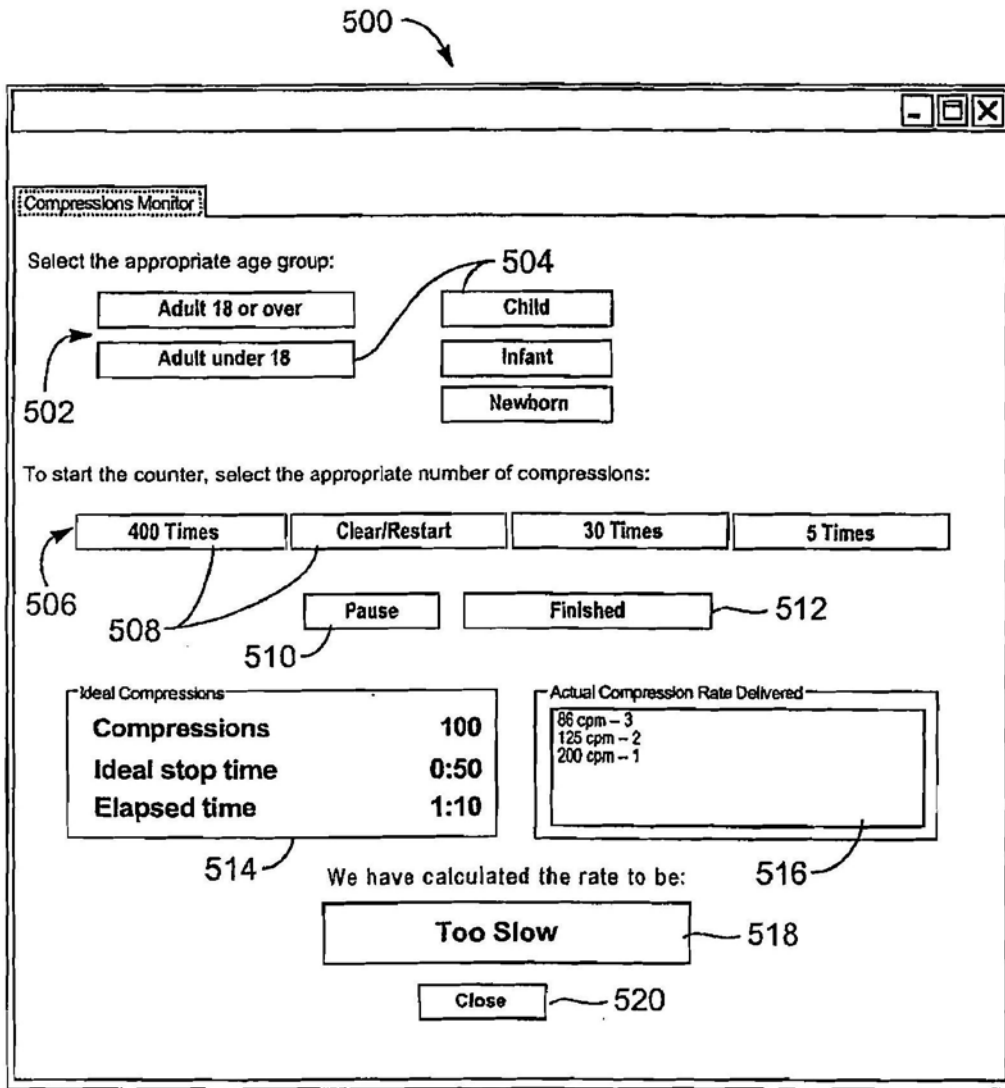 500
Compressions Monitor
Select the appropriate age group:
504
Adult 18 or over
Child
Adult under 18
Infant
502
Newborn
To start the counter, select the appropriate number of compressions:
400 Times
Clear/Restart
30 Times
5 Times
506
508
Pause
Finished
512
510
Ideal Compressions
Compressions 100
Ideal stop time 0:50
Elapsed time 1:10
514
Actual Compression Rate Delivered
86 cpm – 3
125 cpm – 2
200 cpm – 1
516
We have calculated the rate to be:
Too Slow
518
Close
520